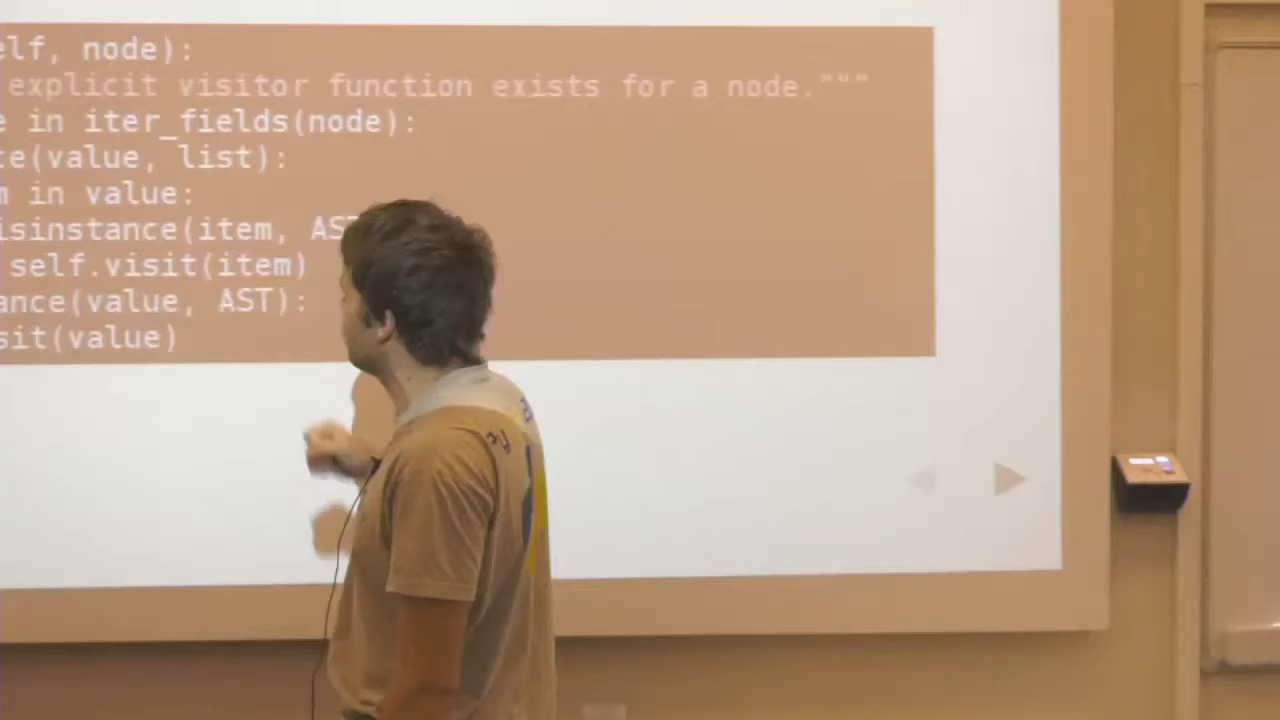 elf, node):
explicit visitor function exists for a node."""
e in iter_fields(node):
ce(value, list):
m in value:
isinstance(item, AST
self.visit(item)
ance(value, AST):
sit(value)